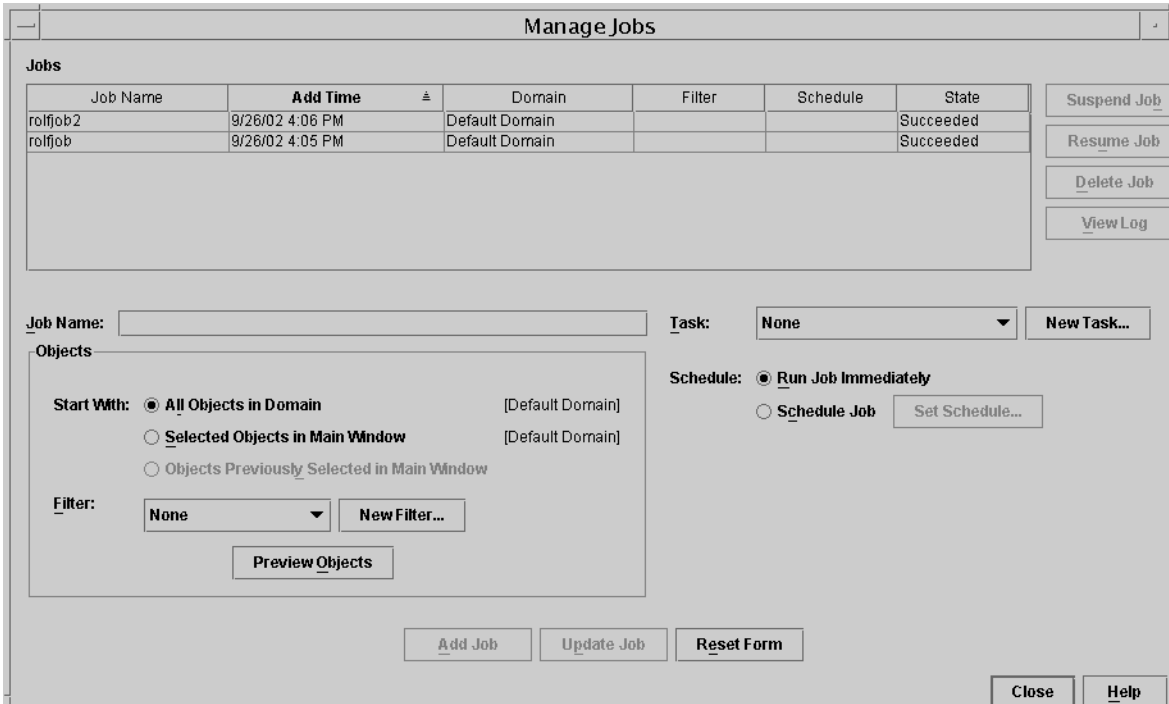 Manage Jobs
Jobs
Job Name Add Time Domain Filter Schedule State
rolfjob2 9/26/02 4:06 PM Default Domain Succeeded
rolfjob 9/26/02 4:05 PM Default Domain Succeeded
Suspend Job
Resume Job
Delete Job
View Log
Job Name:
Task: None New Task...
Objects
Start With: All Objects in Domain [Default Domain]
Selected Objects in Main Window [Default Domain]
Objects Previously Selected in Main Window
Filter: None New Filter...
Preview Objects
Schedule: Run Job Immediately
Schedule Job Set Schedule...
Add Job Update Job Reset Form
Close Help